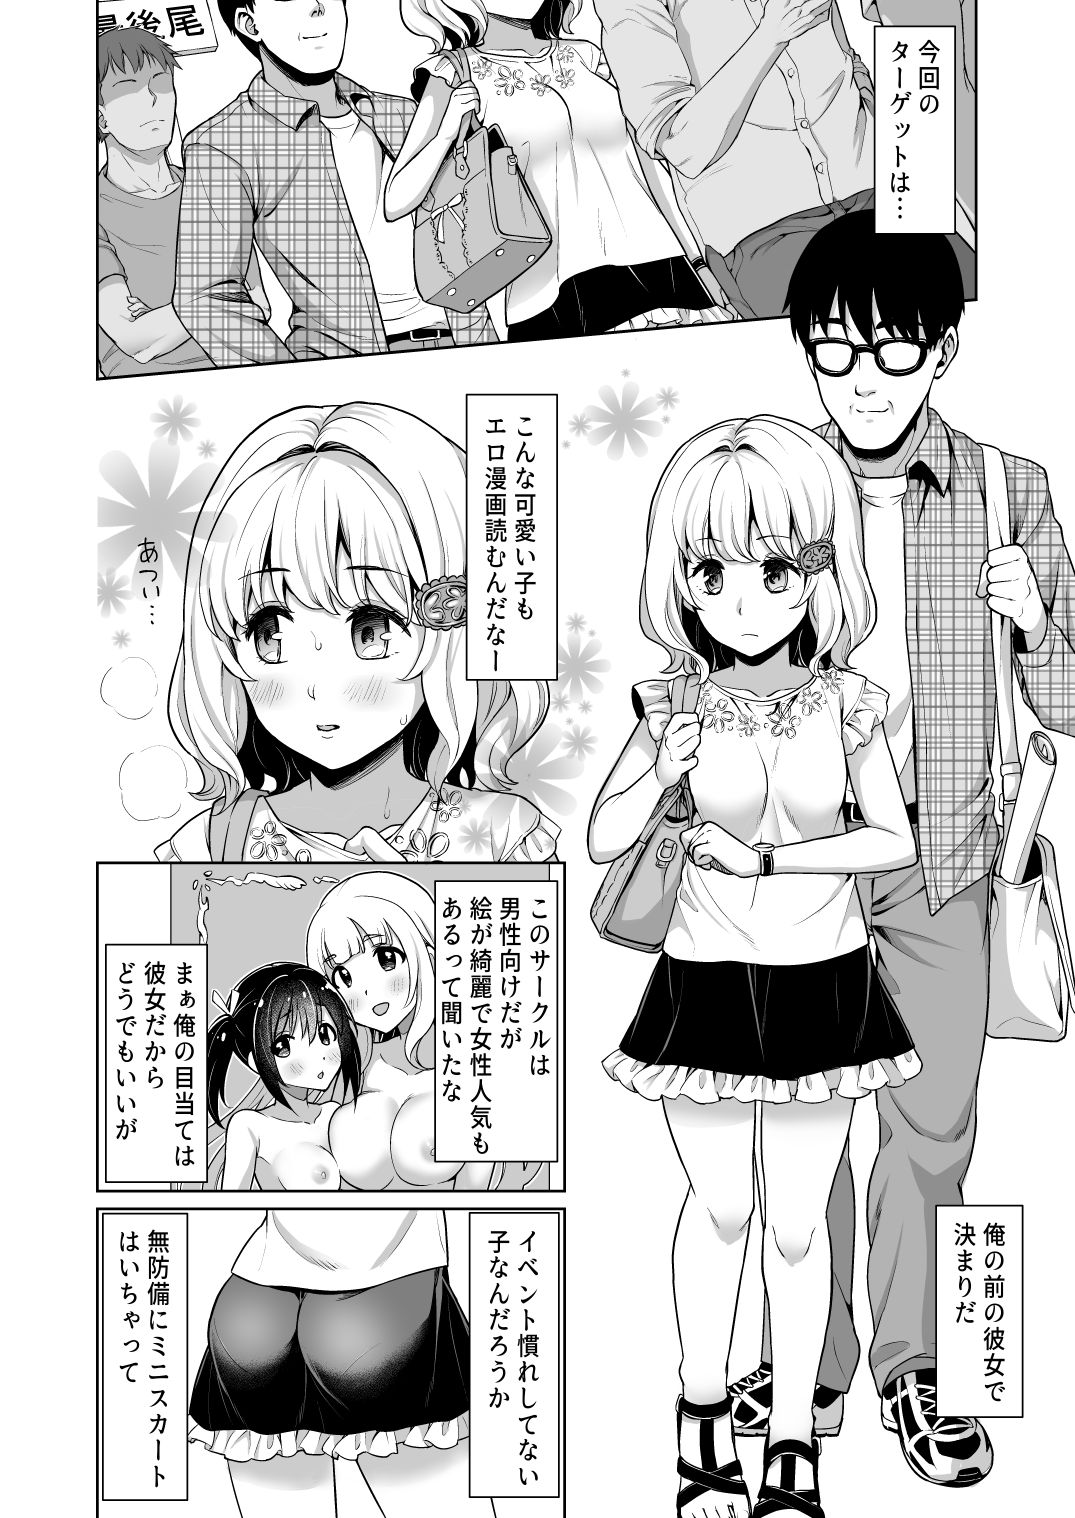 最後尾
今回の
ターゲットは…
俺の前の彼女で
決まりだ
こんな可愛い子も
エロ漫画読むんだなー
あつぃ…
このサークルは
男性向けだが
絵が綺麗で女性人気も
あるって聞いたな
まぁ俺の目当ては
彼女だから
どうでもいいが
イベント慣れしてない
子なんだろうか
無防備にミニスカート
はいちゃって